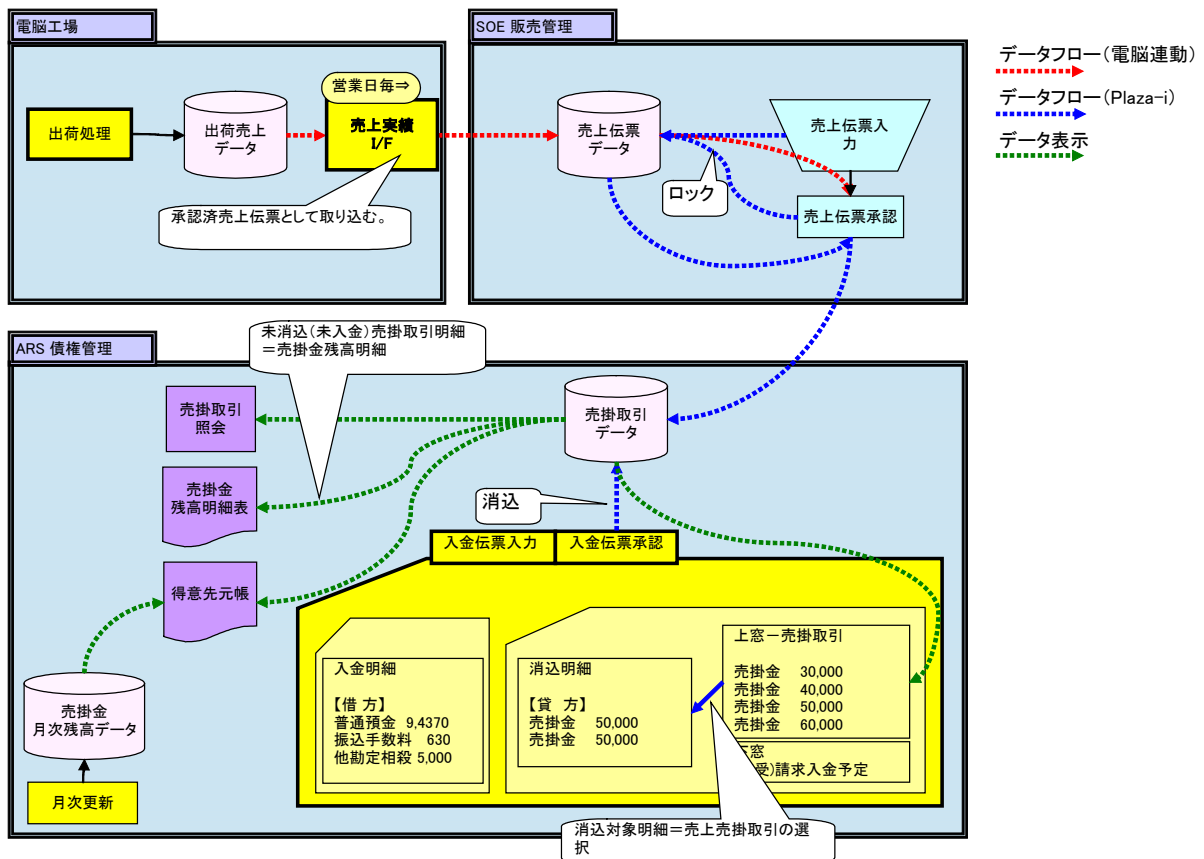 電脳工場
営業日毎⇒
出荷処理
出荷売上
データ
売上実績
I/F
承認済売上伝票として取り込む。
SOE 販売管理
売上伝票
データ
売上伝票入
力
ロック
売上伝票承認
データフロー(電脳連動)
データフロー(Plaza-i)
データ表示
ARS 債権管理
未消込(未入金)売掛取引明細
=売掛金残高明細
売掛取引
照会
売掛金
残高明細表
得意先元帳
売掛金
月次残高データ
月次更新
売掛取引
データ
消込
入金伝票入力
入金伝票承認
入金明細
【借 方】
普通預金 9,4370
振込手数料 630
他勘定相殺 5,000
消込明細
【貸 方】
売掛金 50,000
売掛金 50,000
上窓-売掛取引
売掛金 30,000
売掛金 40,000
売掛金 50,000
売掛金 60,000
窓
受)請求入金予定
消込対象明細=売上売掛取引の選
択